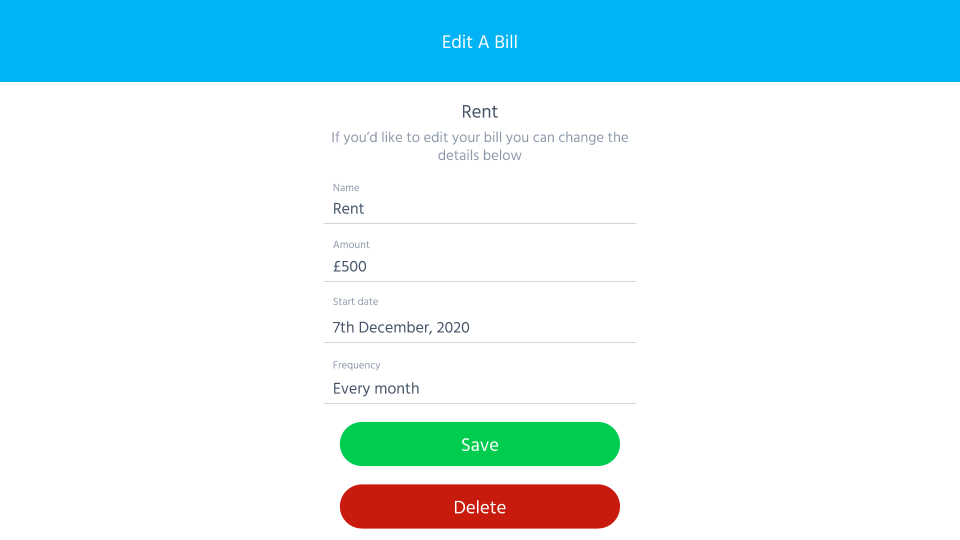 Edit A Bill
Rent
If you’d like to edit your bill you can change the
details below
Name
Rent
Amount
£500
Start date
7th December, 2020
Frequency
Every month
Save
Delete